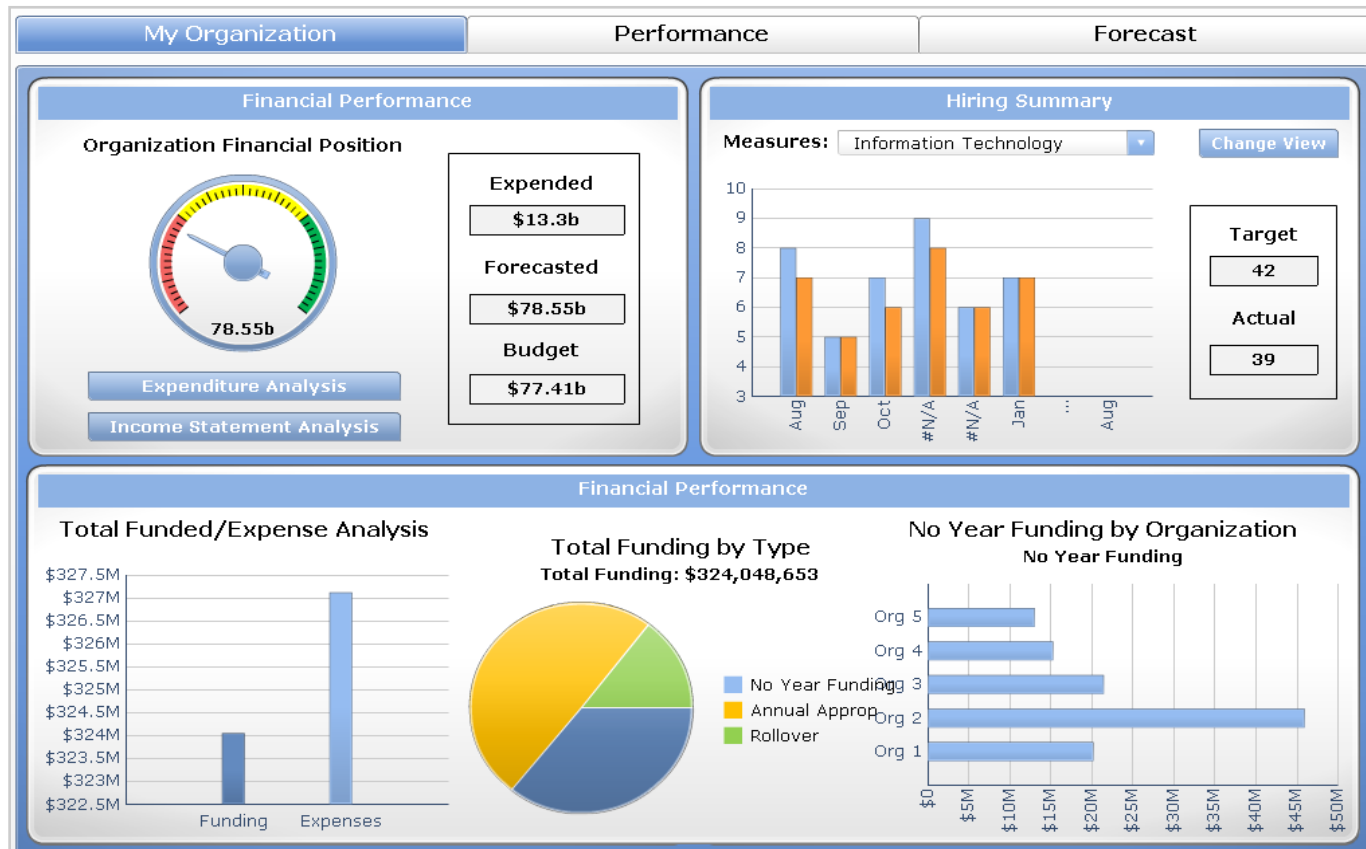 My Organization
Performance
Forecast
Financial Performance
Organization Financial Position
78.55b
Expenditure Analysis
Income Statement Analysis
Expended
$13.3b
Forecasted
$78.55b
Budget
$77.41b
Hiring Summary
Measures:
Information Technology
Change View
10
9
8
7
6
5
4
3
Aug
Sep
Oct
#N/A
#N/A
Jan
...
Aug
Target
42
Actual
39
Financial Performance
Total Funded/Expense Analysis
$327.5M
$327M
$326.5M
$326M
$325.5M
$325M
$324.5M
$324M
$323.5M
$323M
$322.5M
Funding
Expenses
Total Funding by Type
Total Funding: $324,048,653
No Year Funding
Annual Approp
Rollover
No Year Funding by Organization
No Year Funding
Org 5
Org 4
Org 3
Org 2
Org 1
$0
$5M
$10M
$15M
$20M
$25M
$30M
$35M
$40M
$45M
$50M